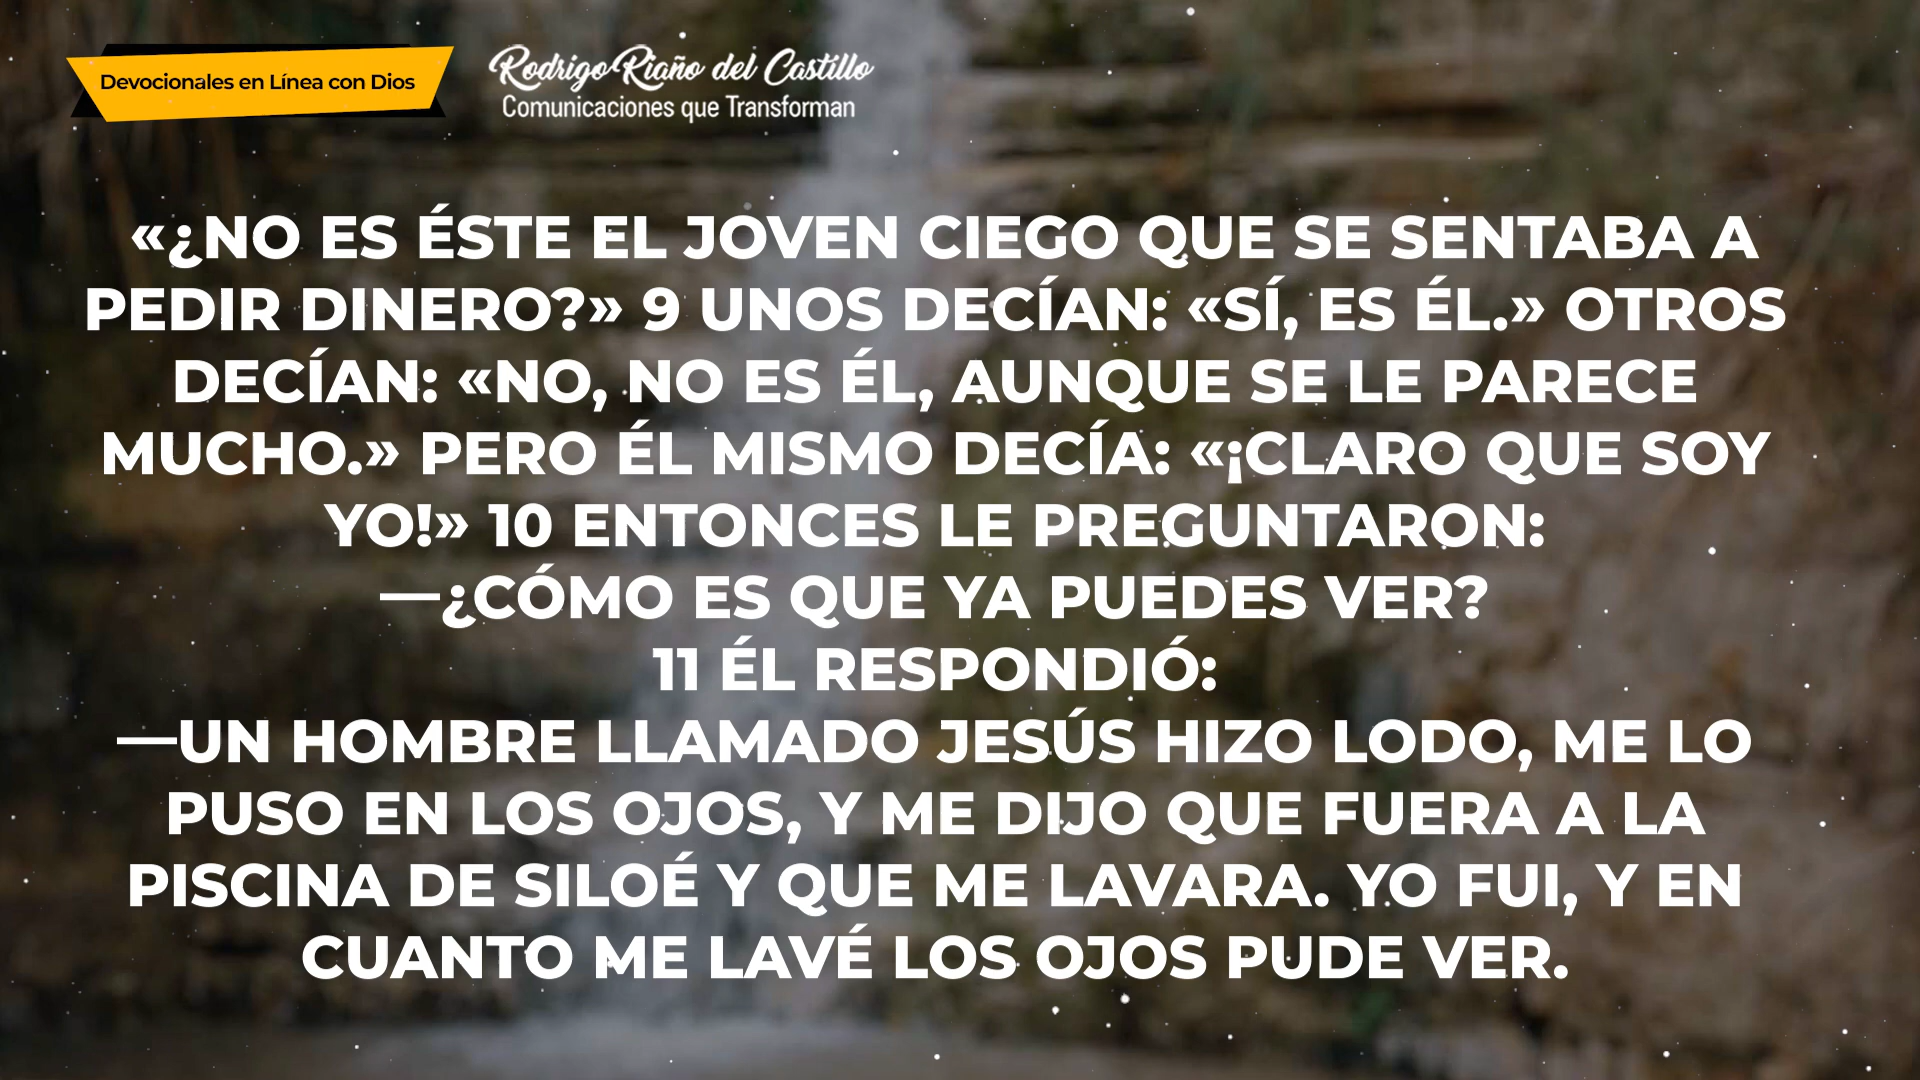 Devocionales en Línea con Dios
Rodrigo Riaño del Castillo
Comunicaciones que Transforman
«¿NO ES ÉSTE EL JOVEN CIEGO QUE SE SENTABA A
PEDIR DINERO?» 9 UNOS DECÍAN: «SÍ, ES ÉL.» OTROS
DECÍAN: «NO, NO ES ÉL, AUNQUE SE LE PARECE
MUCHO.» PERO ÉL MISMO DECÍA: «¡CLARO QUE SOY
YO!» 10 ENTONCES LE PREGUNTARON:
—¿CÓMO ES QUE YA PUEDES VER?
11 ÉL RESPONDIÓ:
—UN HOMBRE LLAMADO JESÚS HIZO LODO, ME LO
PUSO EN LOS OJOS, Y ME DIJO QUE FUERA A LA
PISCINA DE SILOÉ Y QUE ME LAVARA. YO FUI, Y EN
CUANTO ME LAVÉ LOS OJOS PUDE VER.